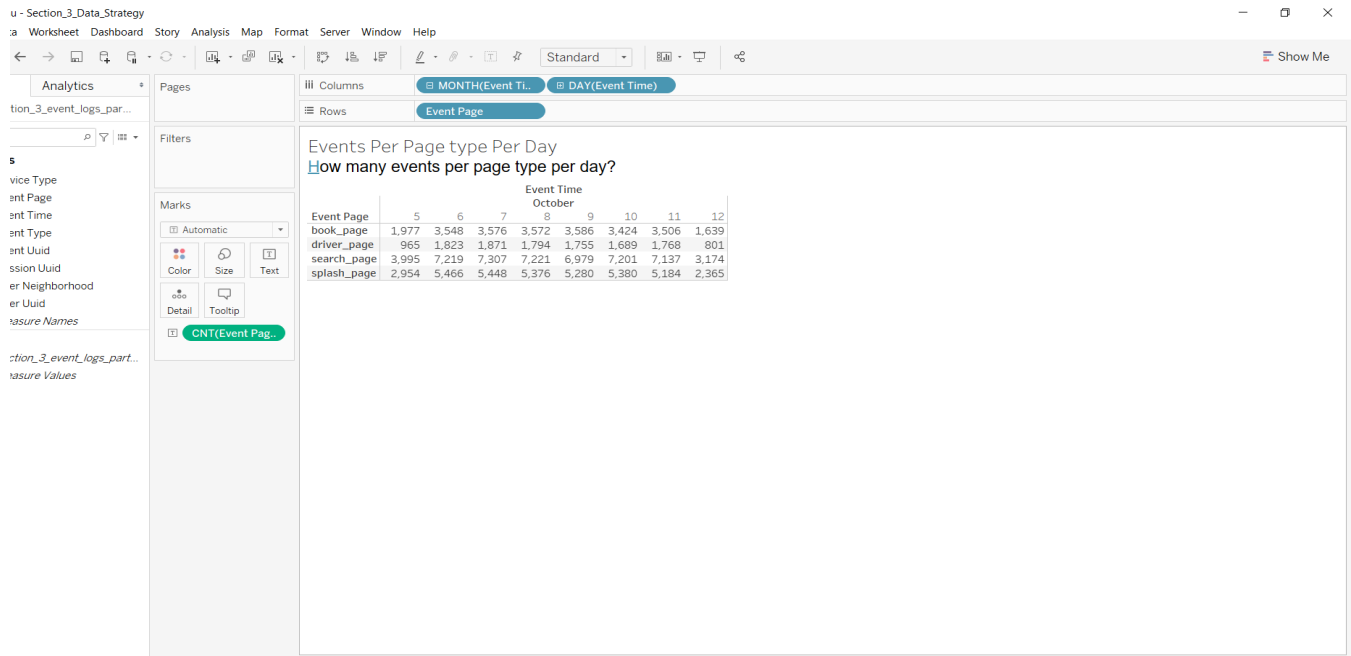 u - Section_3_Data_Strategy
ta Worksheet Dashboard Story Analysis Map Format Server Window Help
Standard
Show Me
Analytics
tion_3_event_logs_par...
s
vice Type
ent Page
ent Time
ent Type
ent Uuid
ssion Uuid
er Neighborhood
er Uuid
easure Names
ction_3_event_logs_part...
easure Values
Pages
Filters
Marks
Automatic
Color Size Text
Detail Tooltip
CNT(Event Pag..
Columns MONTH(Event Ti.. DAY(Event Time)
Rows Event Page
Events Per Page type Per Day
How many events per page type per day?
Event Time
October
Event Page 5 6 7 8 9 10 11 12
book_page 1,977 3,548 3,576 3,572 3,586 3,424 3,506 1,639
driver_page 965 1,823 1,871 1,794 1,755 1,689 1,768 801
search_page 3,995 7,219 7,307 7,221 6,979 7,201 7,137 3,174
splash_page 2,954 5,466 5,448 5,376 5,280 5,380 5,184 2,365